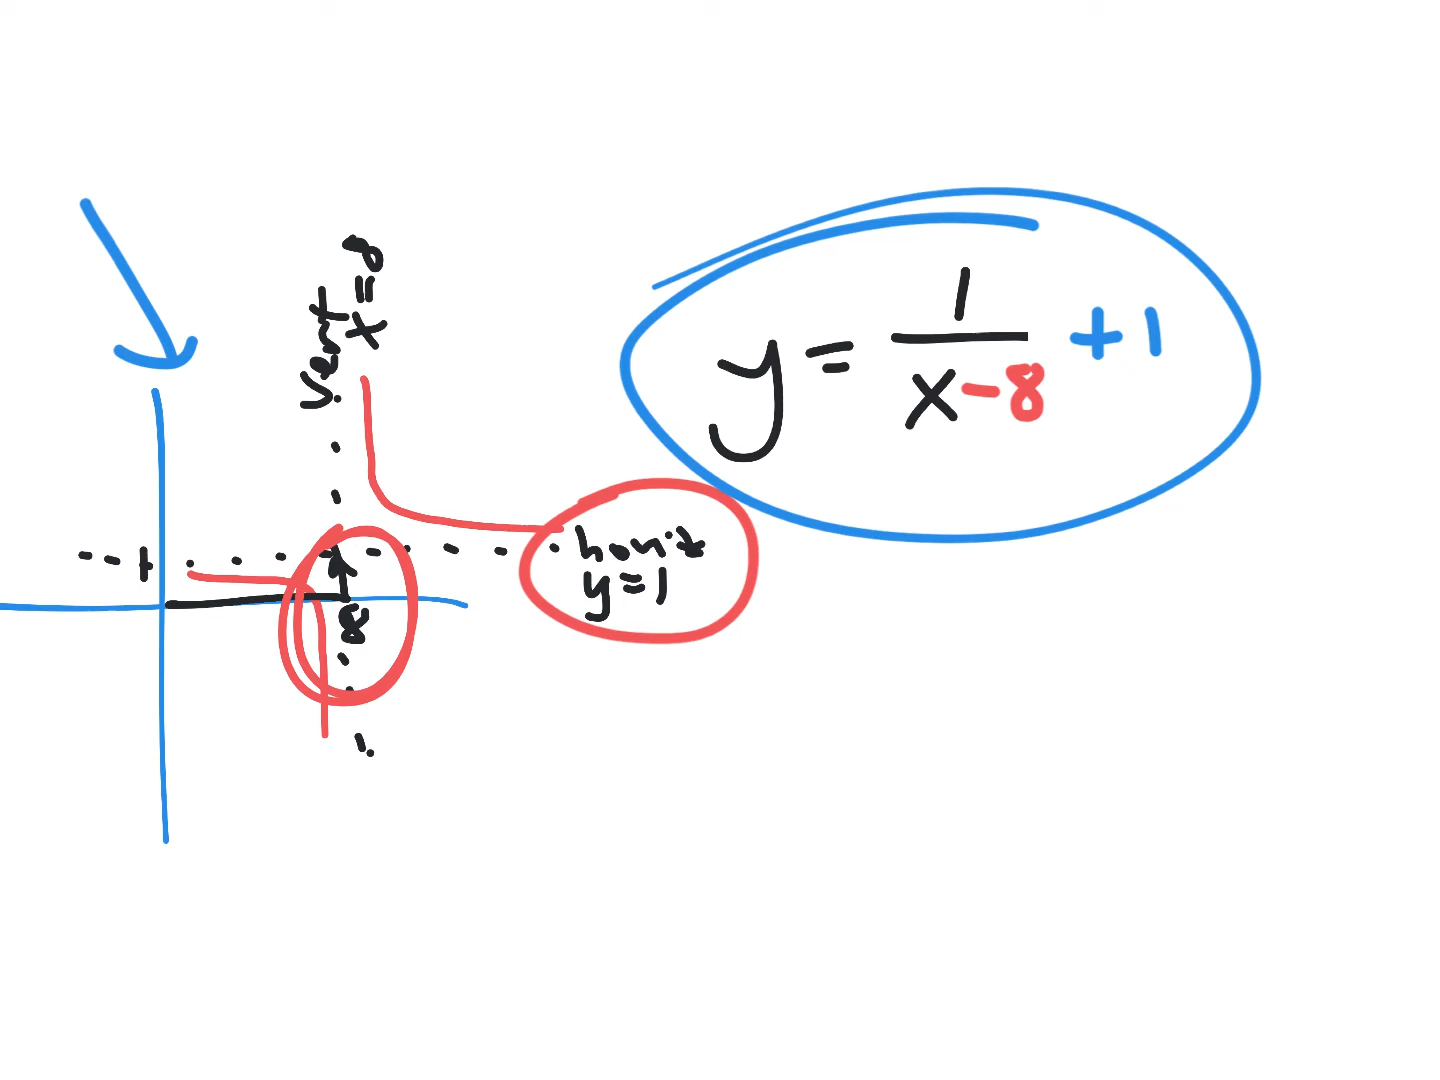 vert
x=8
y = 1/(x-8) + 1
horiz
y=1
1
8